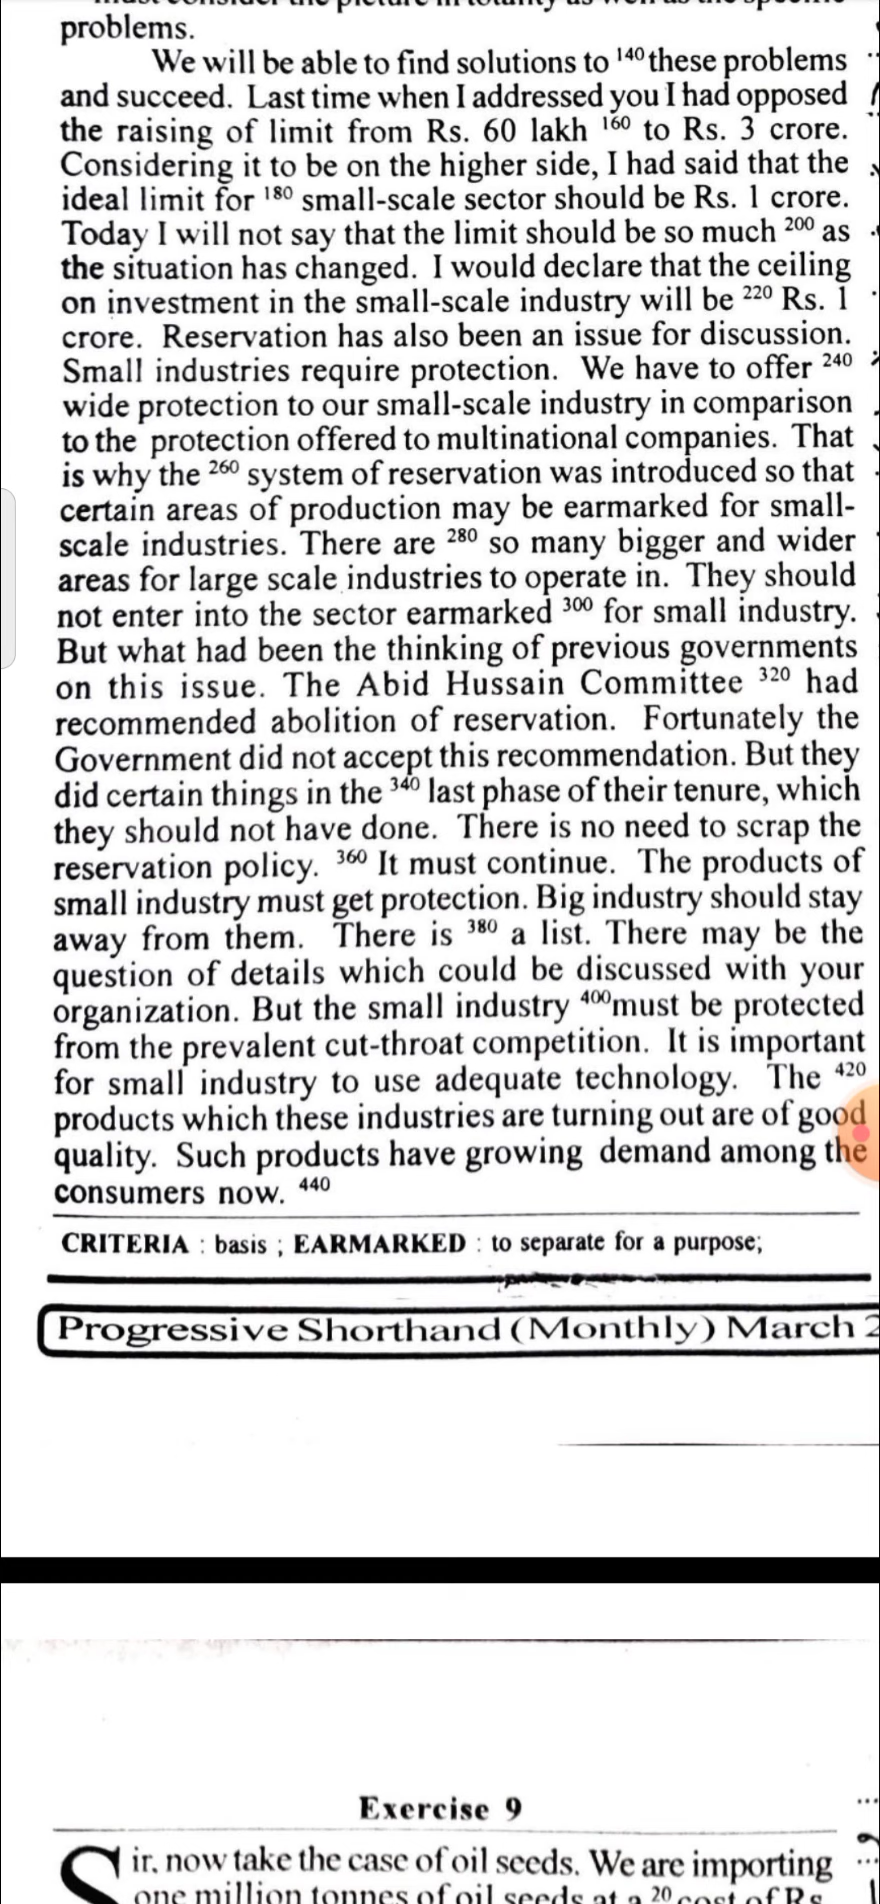 problems.
We will be able to find solutions to 140 these problems
and succeed. Last time when I addressed you I had opposed
the raising of limit from Rs. 60 lakh 160 to Rs. 3 crore.
Considering it to be on the higher side, I had said that the
ideal limit for 180 small-scale sector should be Rs. 1 crore.
Today I will not say that the limit should be so much 200 as
the situation has changed. I would declare that the ceiling
on investment in the small-scale industry will be 220 Rs. 1
crore. Reservation has also been an issue for discussion.
Small industries require protection. We have to offer 240
wide protection to our small-scale industry in comparison
to the protection offered to multinational companies. That
is why the 260 system of reservation was introduced so that
certain areas of production may be earmarked for small-
scale industries. There are 280 so many bigger and wider
areas for large scale industries to operate in. They should
not enter into the sector earmarked 300 for small industry.
But what had been the thinking of previous governments
on this issue. The Abid Hussain Committee 320 had
recommended abolition of reservation. Fortunately the
Government did not accept this recommendation. But they
did certain things in the 340 last phase of their tenure, which
they should not have done. There is no need to scrap the
reservation policy. 360 It must continue. The products of
small industry must get protection. Big industry should stay
away from them. There is 380 a list. There may be the
question of details which could be discussed with your
organization. But the small industry 400 must be protected
from the prevalent cut-throat competition. It is important
for small industry to use adequate technology. The 420
products which these industries are turning out are of good
quality. Such products have growing demand among the
consumers now. 440
CRITERIA : basis ; EARMARKED : to separate for a purpose;
Progressive Shorthand (Monthly) March
Exercise 9
Sir, now take the case of oil seeds. We are importing
one million tonnes of oil seeds at a 20 cost of Rs